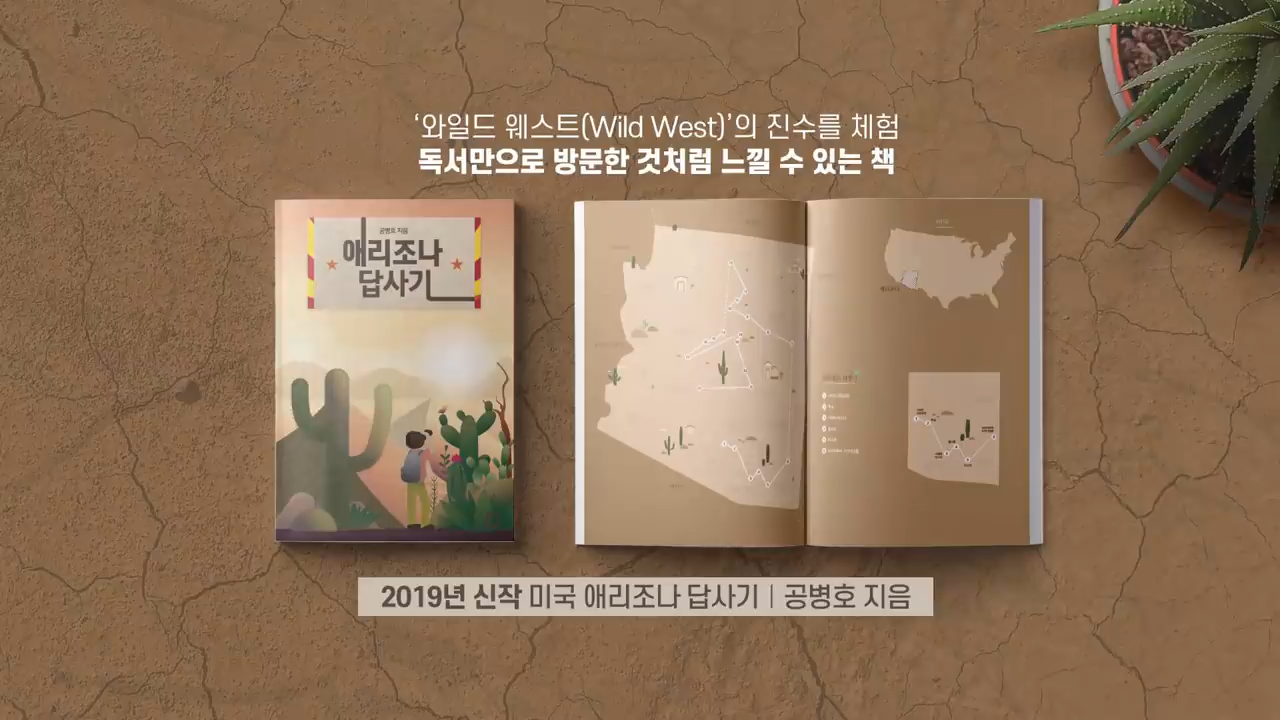 ‘와일드 웨스트(Wild West)’의 진수를 체험
독서만으로 방문한 것처럼 느낄 수 있는 책
공병호 지음
애리조나
답사기
2019년 신작 미국 애리조나 답사기 | 공병호 지음